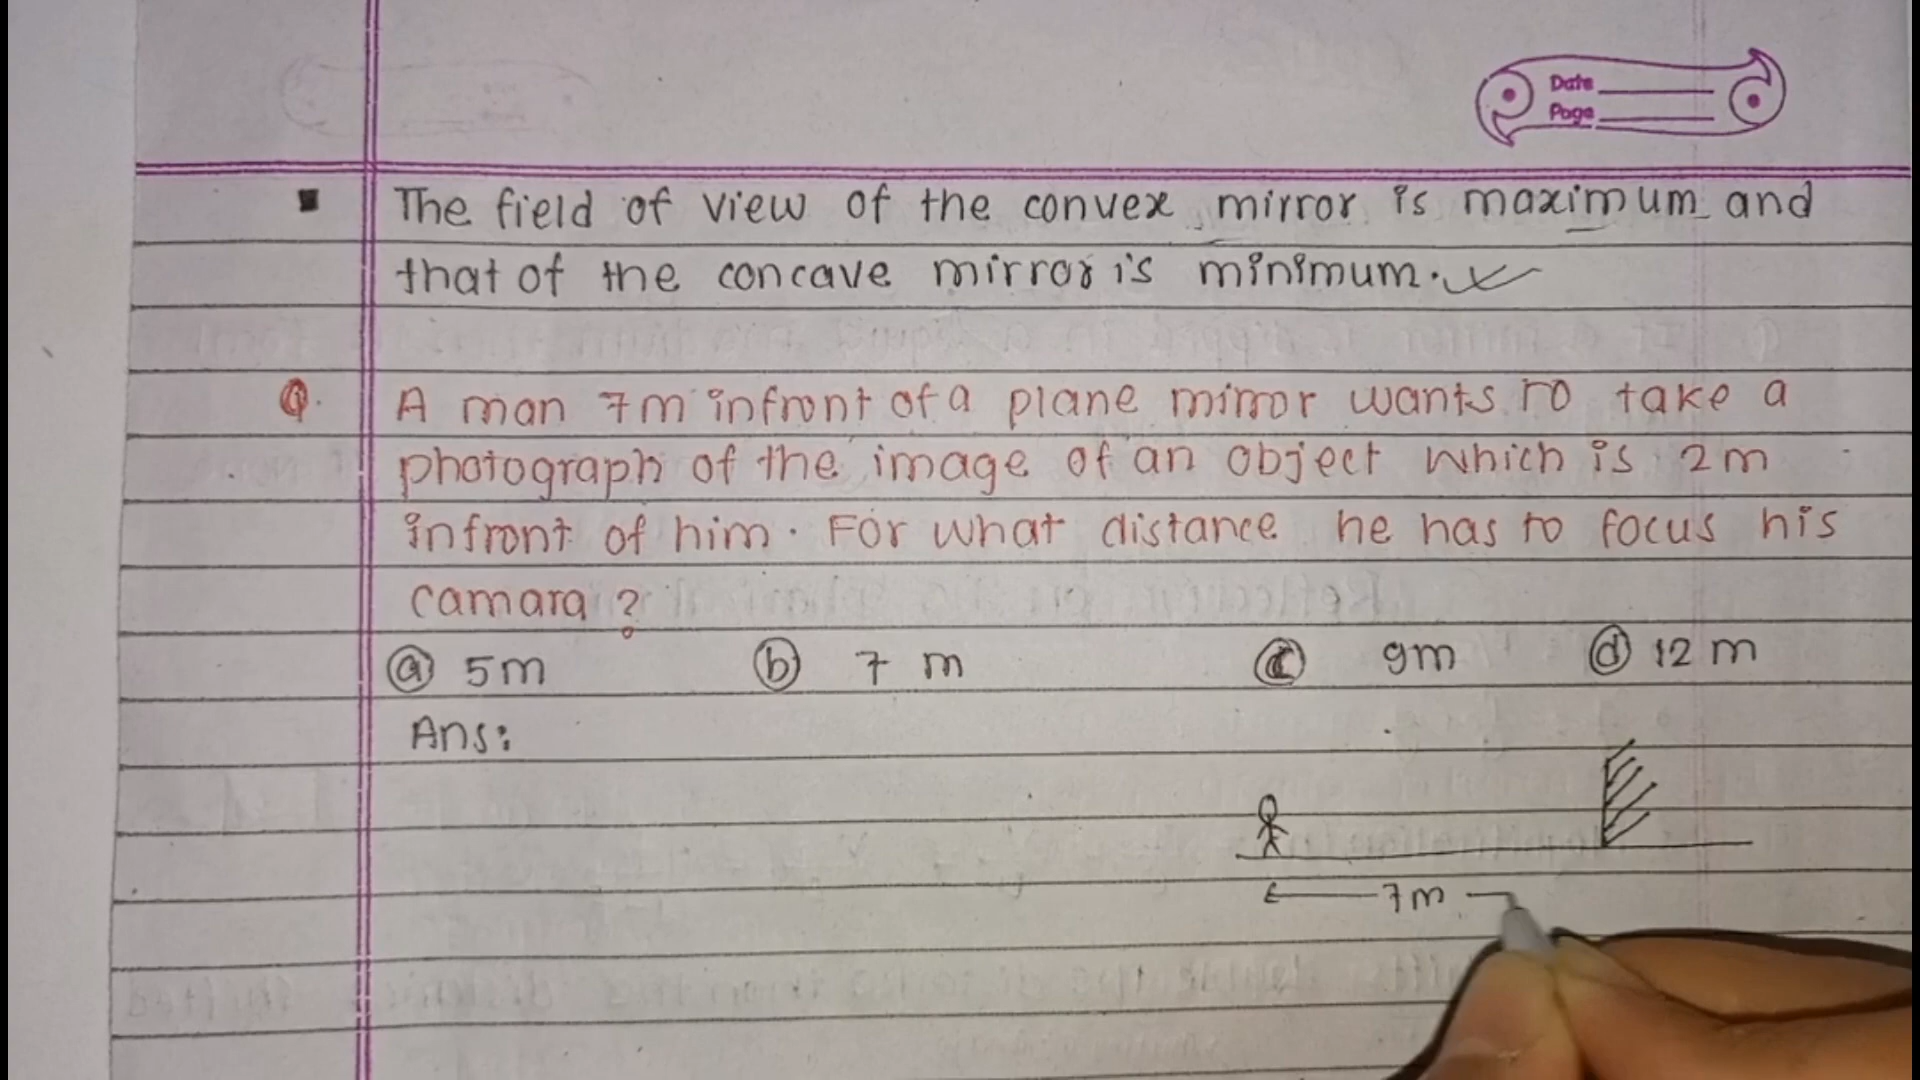 Date
Page
The field of view of the convex mirror is maximum and
that of the concave mirror is minimum.
Q. A man 7m infront of a plane mirror wants to take a
photograph of the image of an object which is 2m
infront of him. For what distance he has to focus his
camara ?
(a) 5m (b) 7 m (c) 9m (d) 12 m
Ans:
7m